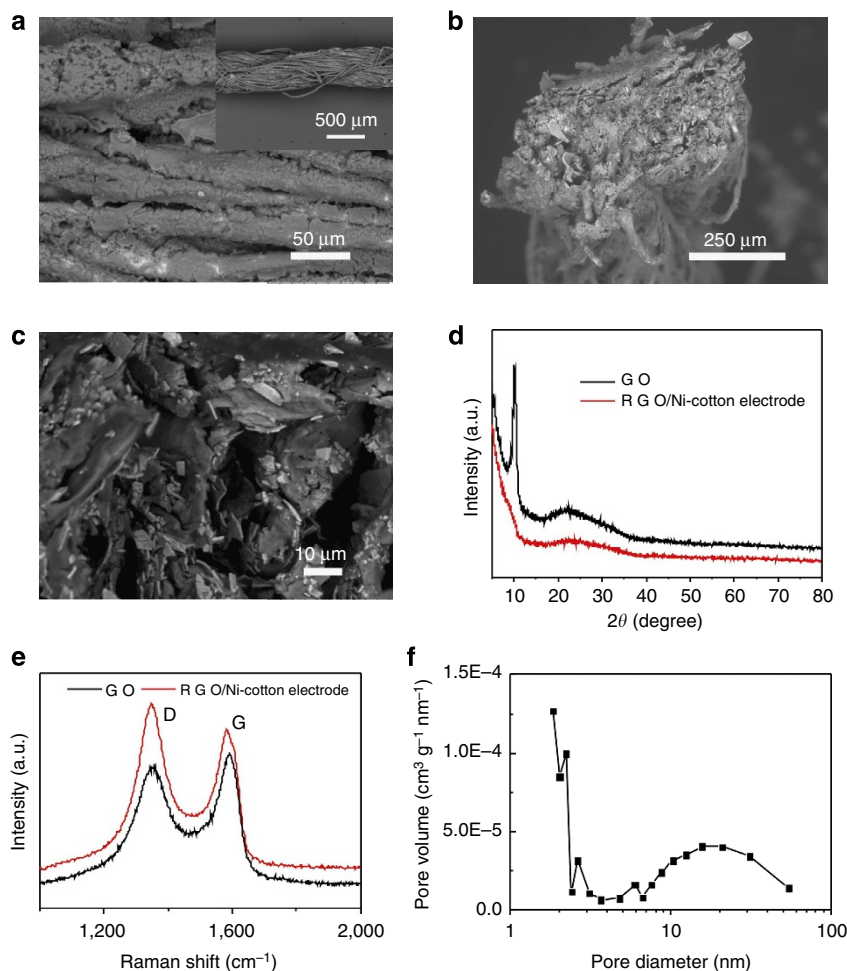 a
500 μm
50 μm
b
250 μm
c
10 μm
d
G O
R G O/Ni-cotton electrode
Intensity (a.u.)
10 20 30 40 50 60 70 80
2θ (degree)
e
G O R G O/Ni-cotton electrode
D
G
Intensity (a.u.)
1,200 1,600 2,000
Raman shift (cm⁻¹)
f
1.5E–4
1.0E–4
5.0E–5
0.0
Pore volume (cm³ g⁻¹ nm⁻¹)
1 10 100
Pore diameter (nm)